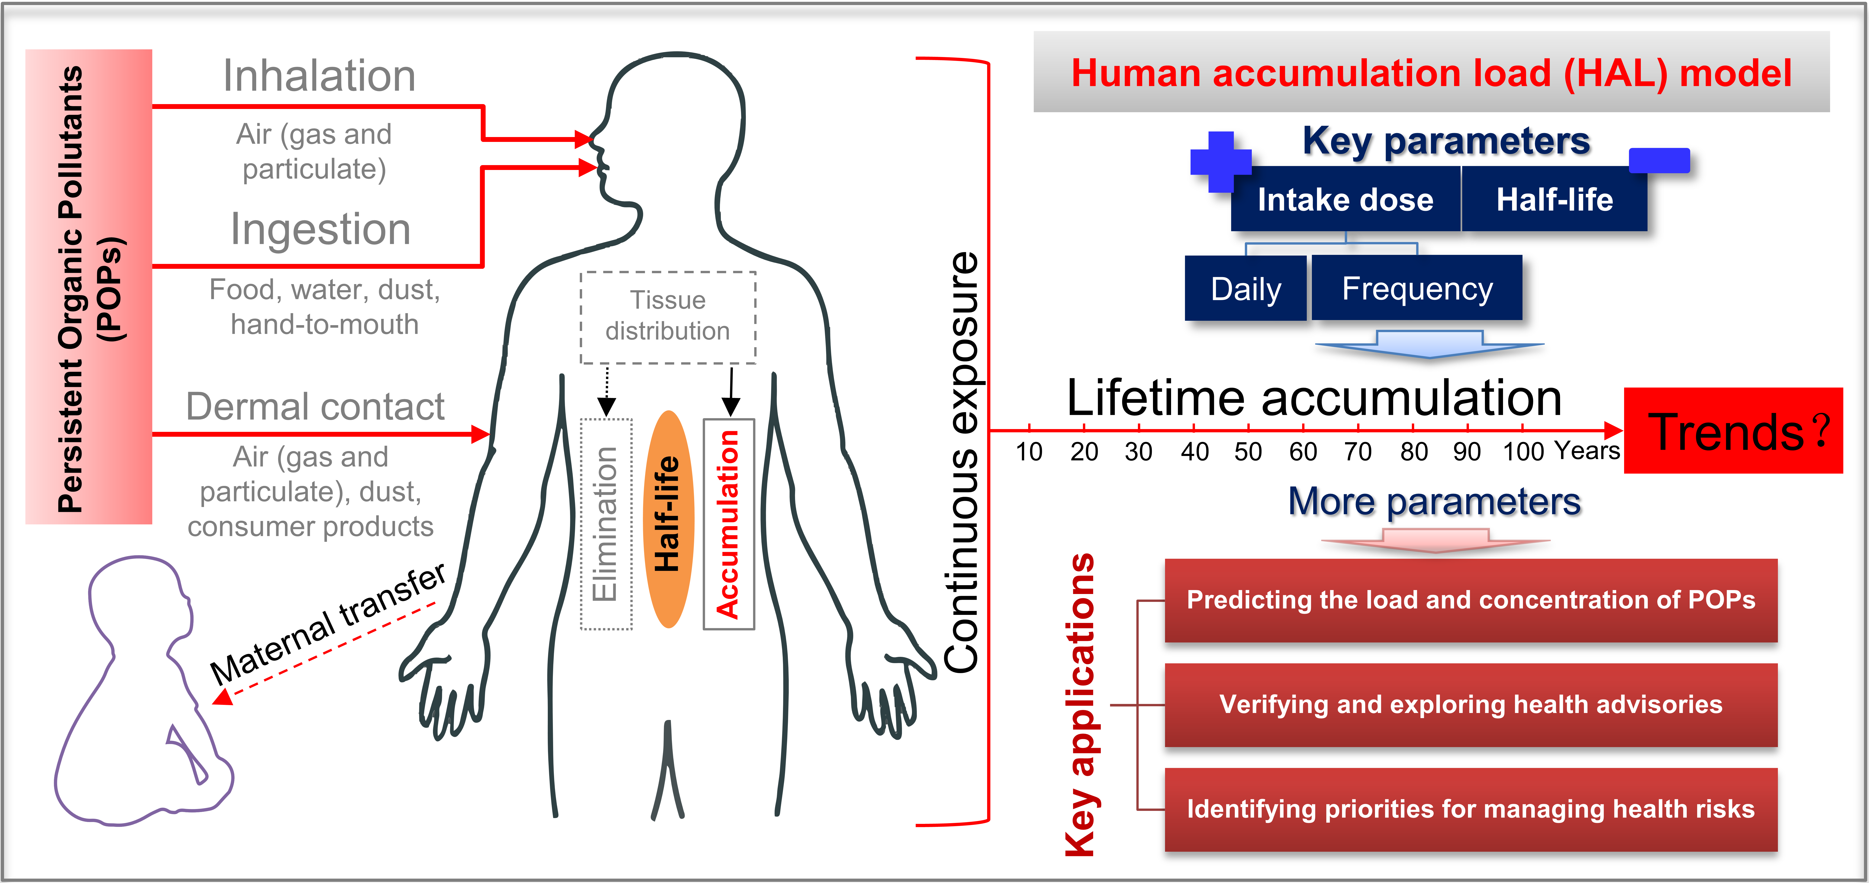 Persistent Organic Pollutants
(POPs)
Inhalation
Air (gas and
particulate)
Ingestion
Food, water, dust,
hand-to-mouth
Dermal contact
Air (gas and
particulate), dust,
consumer products
Maternal transfer
Tissue
distribution
Elimination
Half-life
Accumulation
Continuous exposure
Human accumulation load (HAL) model
Key parameters
Intake dose
Half-life
Daily
Frequency
Lifetime accumulation
10 20 30 40 50 60 70 80 90 100 Years
Trends?
More parameters
Key applications
Predicting the load and concentration of POPs
Verifying and exploring health advisories
Identifying priorities for managing health risks